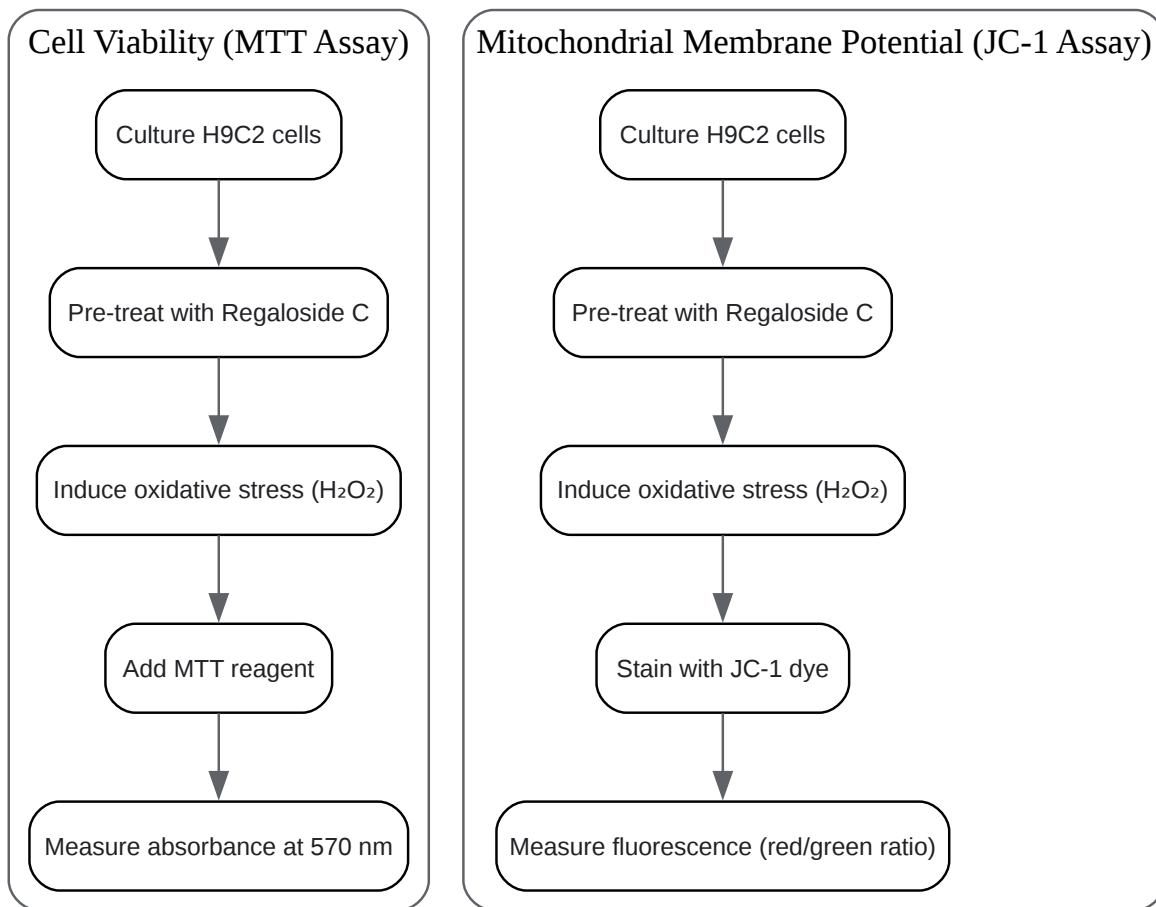 Cell Viability (MTT Assay)
Culture H9C2 cells
Pre-treat with Regaloside C
Induce oxidative stress (H₂O₂)
Add MTT reagent
Measure absorbance at 570 nm
Mitochondrial Membrane Potential (JC-1 Assay)
Culture H9C2 cells
Pre-treat with Regaloside C
Induce oxidative stress (H₂O₂)
Stain with JC-1 dye
Measure fluorescence (red/green ratio)